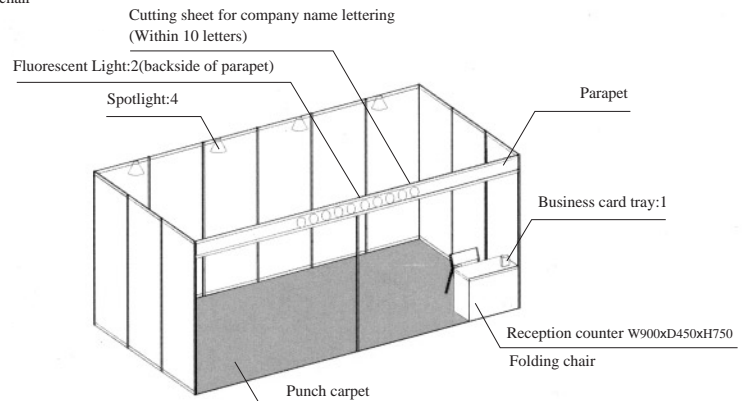 Cutting sheet for company name lettering
(Within 10 letters)
Fluorescent Light:2(backside of parapet)
Spotlight:4
Parapet
Business card tray:1
Reception counter W900xD450xH750
Folding chair
Punch carpet